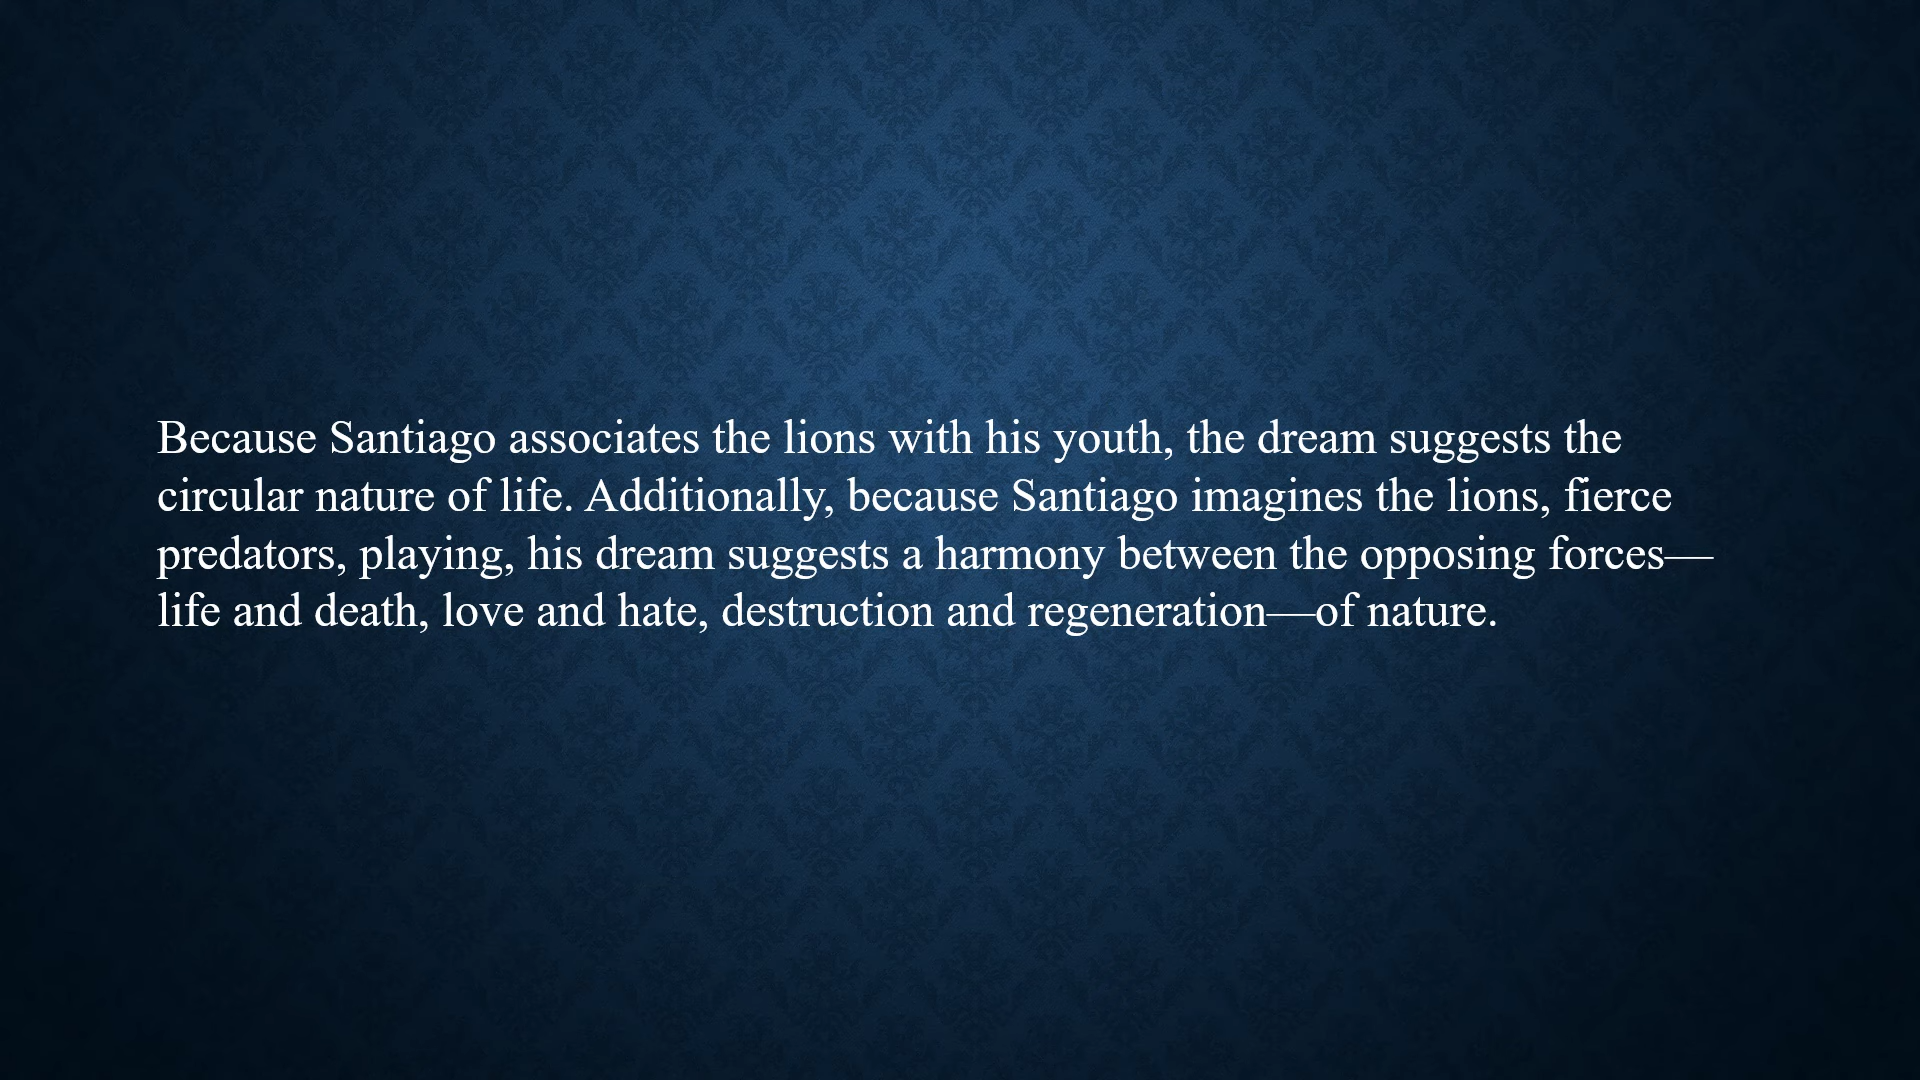 Because Santiago associates the lions with his youth, the dream suggests the
circular nature of life. Additionally, because Santiago imagines the lions, fierce
predators, playing, his dream suggests a harmony between the opposing forces—
life and death, love and hate, destruction and regeneration—of nature.